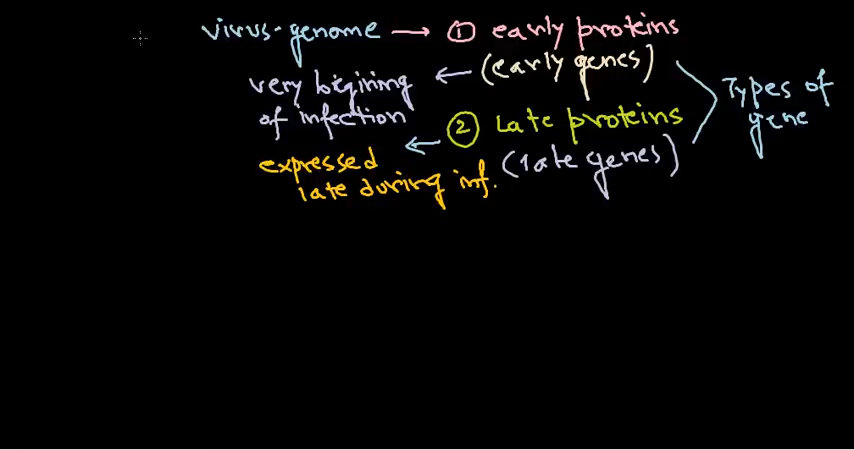 virus-genome → ① early proteins
(early genes)
very begining
of infection
② Late proteins
(late genes)
expressed
late during inf.
Types of
gene